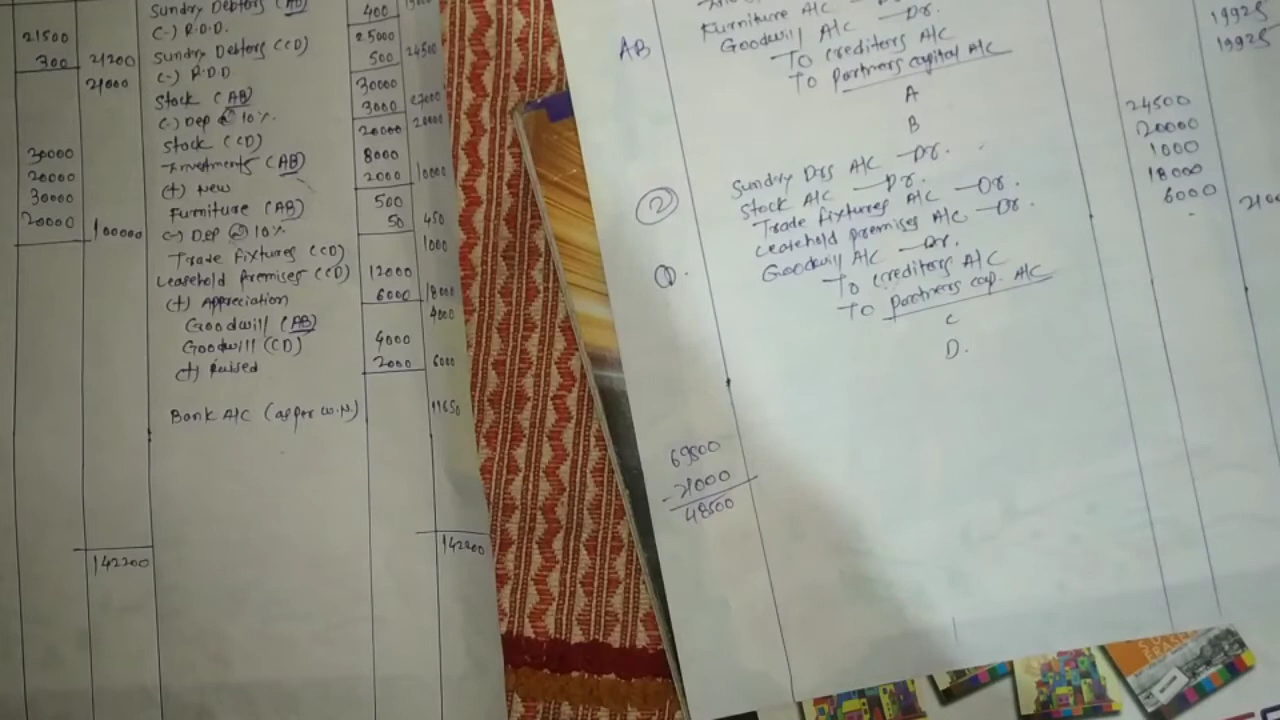 Sundry Debtors (AB)
21500 (-) R.D.D. 400
300 21200 Sundry Debtors (CD) 25000
21000 (-) R.D.D 500 24500
Stock (AB) 30000
(-) Dep @ 10%. 3000 27000
Stock (CD) 20000 20000
30000 Investments (AB) 8000
20000 (+) New 2000 10000
30000 Furniture (AB) 500
20000 100000 (-) Dep @ 10%. 50 450
Trade Fixtures (CD) 1000
Leasehold Premises (CD) 12000
(+) Appreciation 6000 18000
Goodwill (AB) 4000
Goodwill (CD) 4000
(+) Raised 2000 6000
Bank A/C (as per W.N.) 11650
142200 142200
Furniture A/C Dr.
AB Goodwill A/C — Dr.
To creditors A/C 19925
To Partners capital A/C 19925
A
B
24500
20000
1000
18000
6000
2 Sundry Drs A/C — Dr.
Stock A/C — Dr.
Trade fixtures A/C — Dr.
Leasehold premises A/C — Dr.
1. Goodwill A/C — Dr.
To creditors A/C
To Partners cap. A/C
C
D.
69500
- 21000
48500